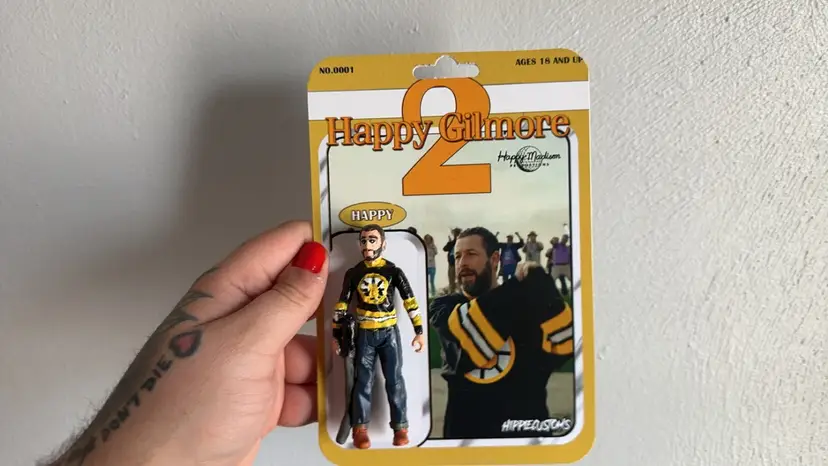 NO.0001
AGES 18 AND UP
2
Happy Gilmore
Happy Madison
PRODUCTIONS
HAPPY
HIPPIECUSTOMS
DON'T DIE